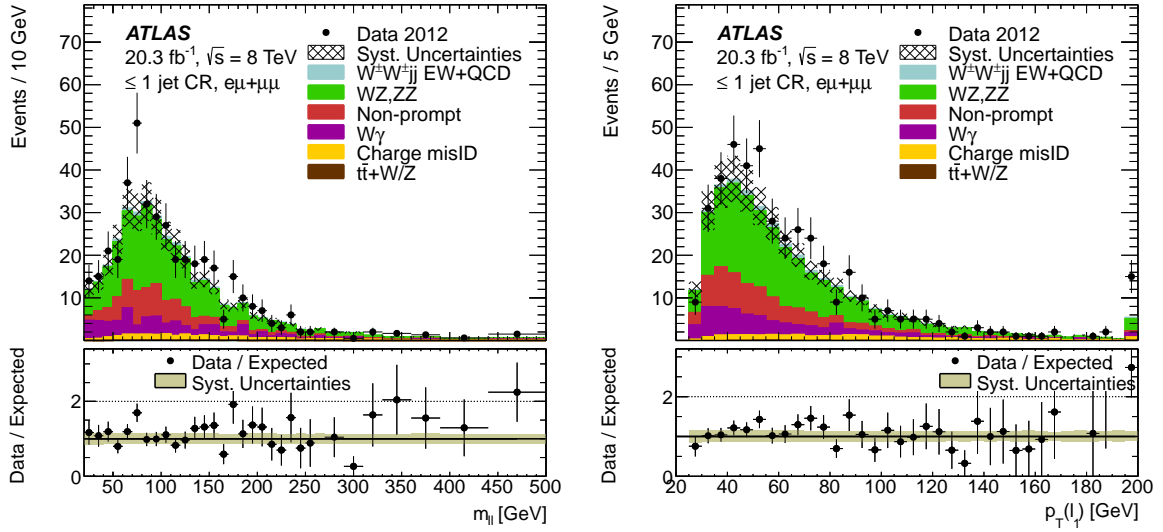 Events / 10 GeV
70
60
50
40
30
20
10
ATLAS
20.3 fb⁻¹, √s = 8 TeV
≤ 1 jet CR, eμ+μμ
Data 2012
Syst. Uncertainties
W±W±jj EW+QCD
WZ,ZZ
Non-prompt
Wγ
Charge misID
tt̄+W/Z
Data / Expected
2
1
0
Data / Expected
Syst. Uncertainties
50 100 150 200 250 300 350 400 450 500
m_ll [GeV]
Events / 5 GeV
70
60
50
40
30
20
10
ATLAS
20.3 fb⁻¹, √s = 8 TeV
≤ 1 jet CR, eμ+μμ
Data 2012
Syst. Uncertainties
W±W±jj EW+QCD
WZ,ZZ
Non-prompt
Wγ
Charge misID
tt̄+W/Z
Data / Expected
2
1
0
Data / Expected
Syst. Uncertainties
20 40 60 80 100 120 140 160 180 200
p_T(l_1) [GeV]